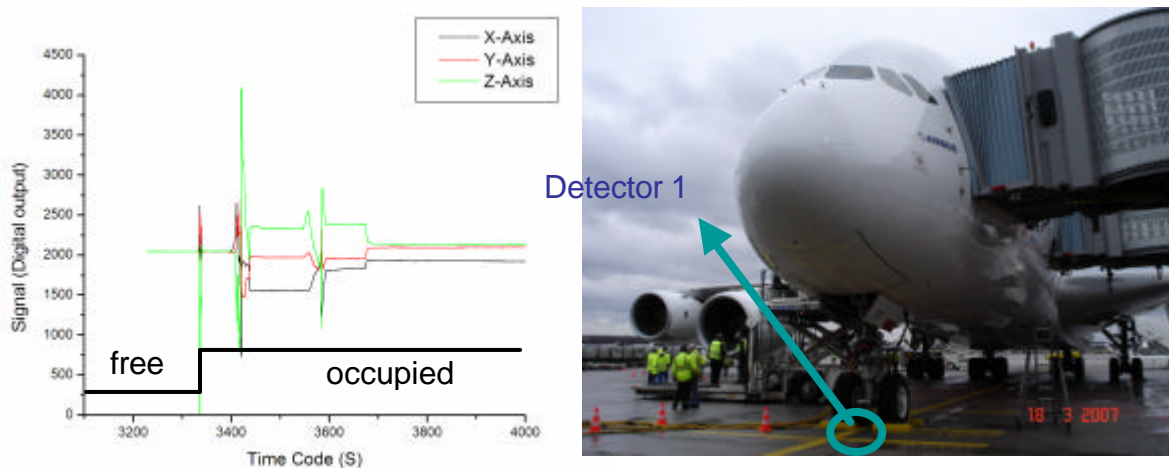 X-Axis
Y-Axis
Z-Axis
4500
4000
3500
3000
2500
2000
1500
1000
500
0
Signal (Digital output)
free
occupied
3200
3400
3600
3800
4000
Time Code (S)
Detector 1
AIRBUS
18 3 2007